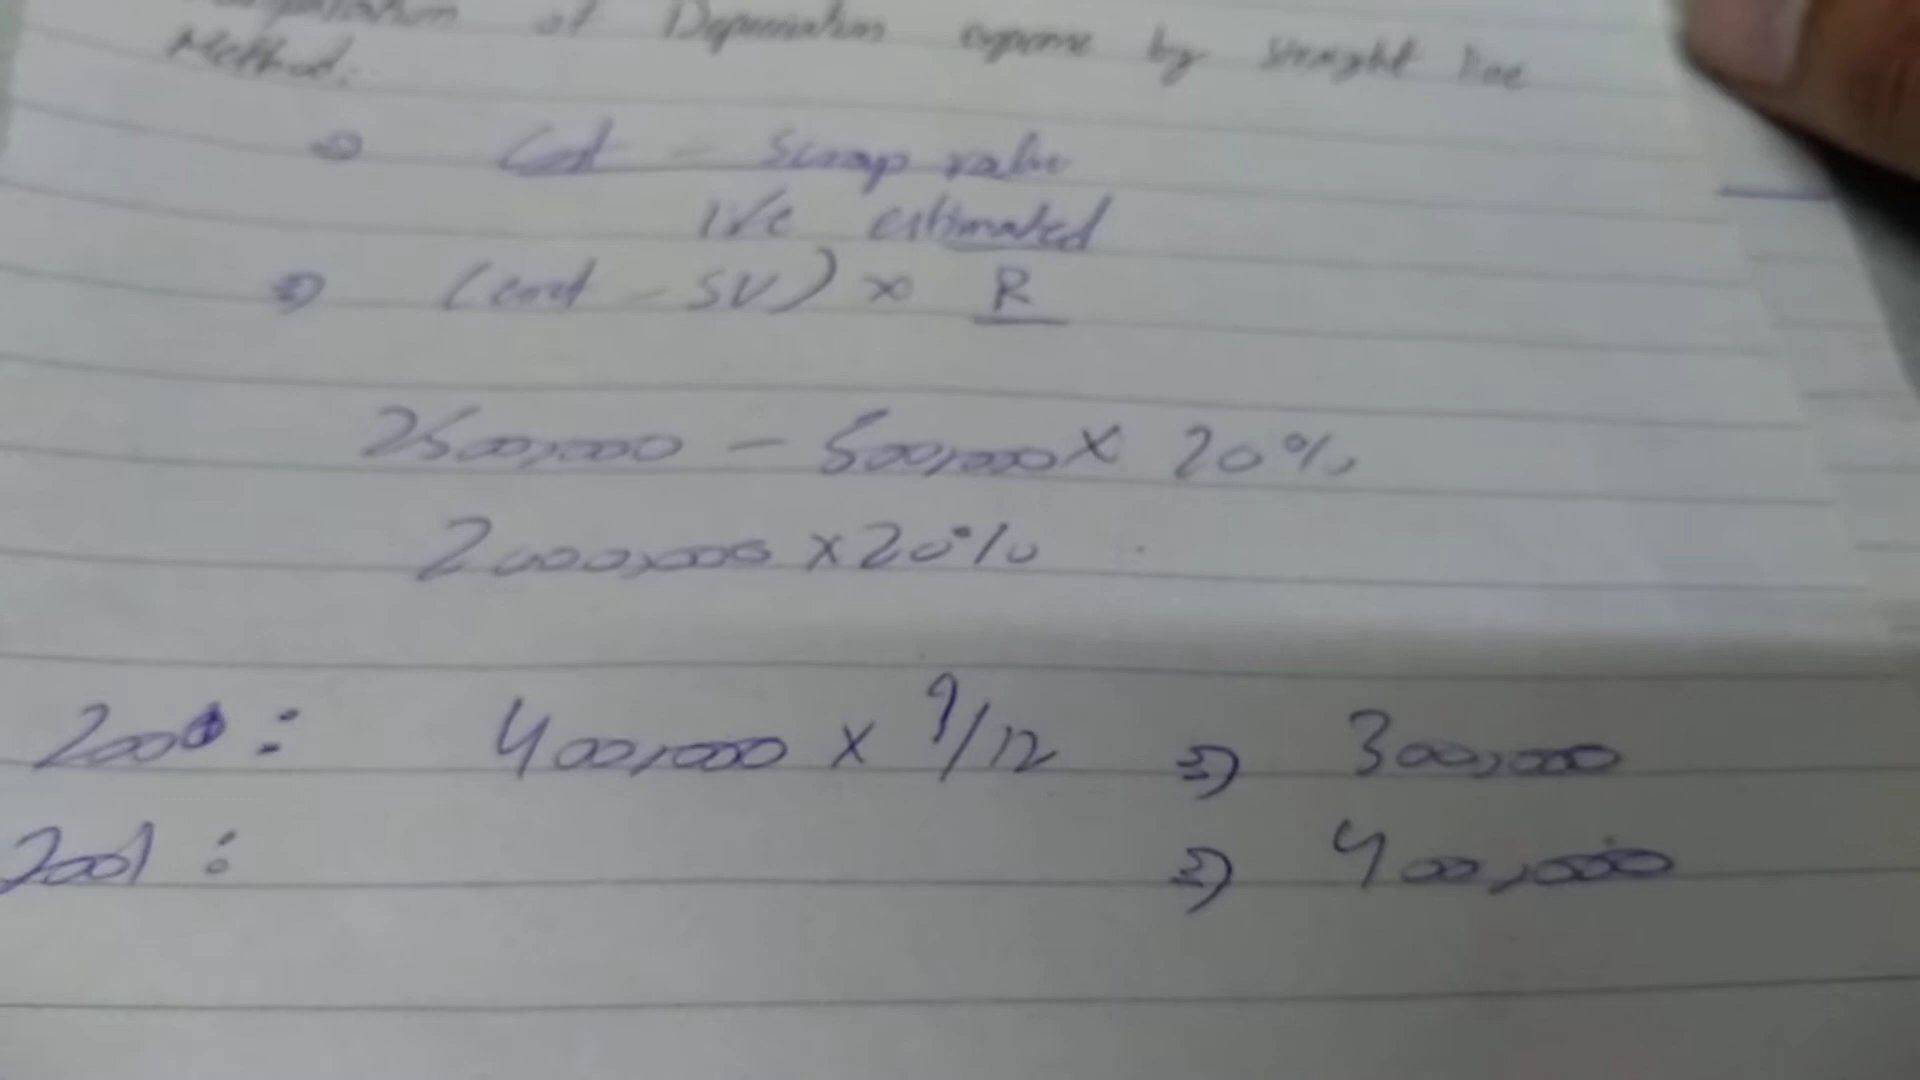 of Depreciation expense by straight line
Method.
⇒ Cost - Scrap value
life estimated
⇒ (cost - SV) × R
2500,000 - 500,000 × 20%
2000,000 × 20%
2000 : 400,000 × 9/12 ⇒ 300,000
2001 : ⇒ 400,000